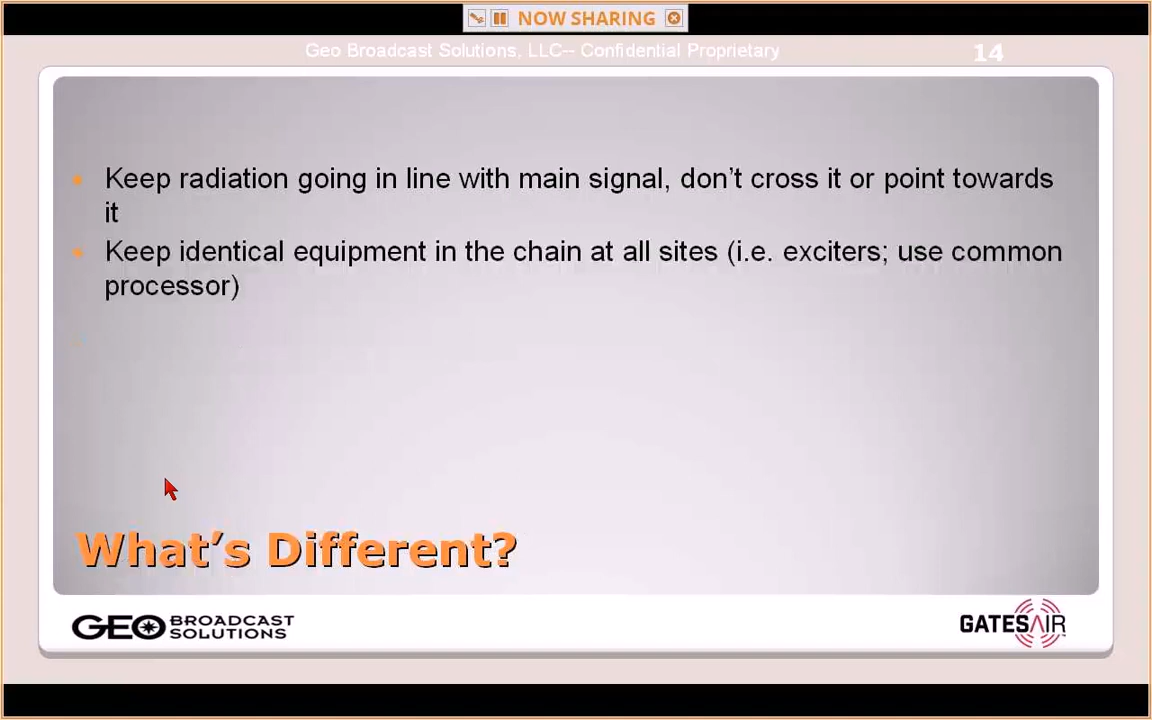 NOW SHARING
Geo Broadcast Solutions, LLC-- Confidential Proprietary
14
Keep radiation going in line with main signal, don’t cross it or point towards
it
Keep identical equipment in the chain at all sites (i.e. exciters; use common
processor)
What’s Different?
GEO BROADCAST
SOLUTIONS
GATESAIR